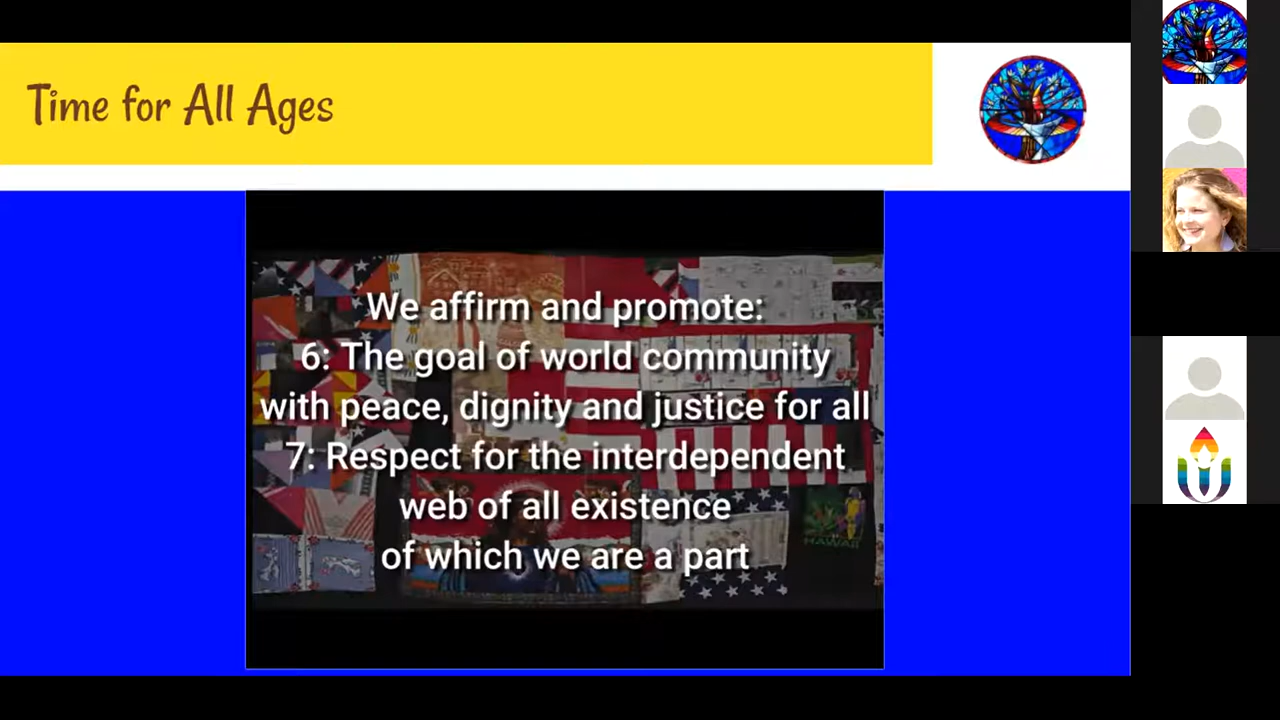 Time for All Ages
We affirm and promote:
6: The goal of world community
with peace, dignity and justice for all
7: Respect for the interdependent
web of all existence
of which we are a part
HAWAII